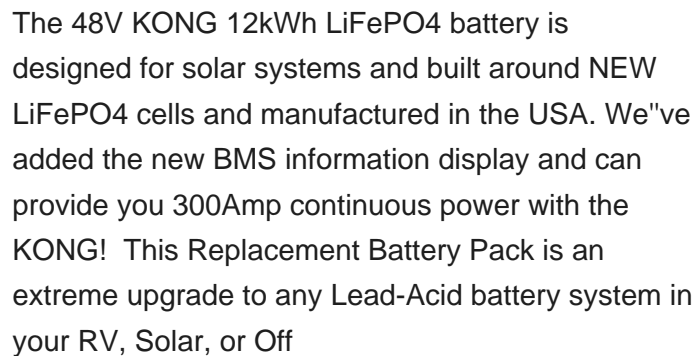 The 48V KONG 12kWh LiFePO4 battery is
designed for solar systems and built around NEW
LiFePO4 cells and manufactured in the USA. We"ve
added the new BMS information display and can
provide you 300Amp continuous power with the
KONG!  This Replacement Battery Pack is an
extreme upgrade to any Lead-Acid battery system in
your RV, Solar, or Off